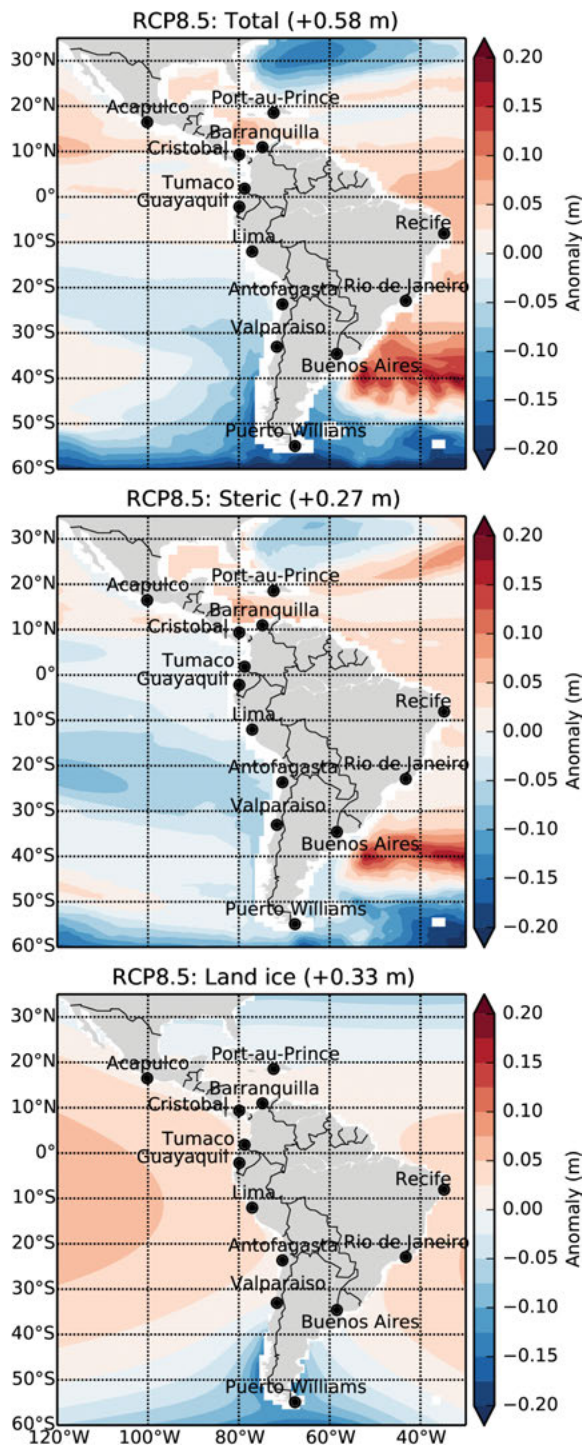 RCP8.5: Total (+0.58 m)
30°N
20°N
10°N
0°
10°S
20°S
30°S
40°S
50°S
60°S
Acapulco
Port-au-Prince
Barranquilla
Cristobal
Tumaco
Guayaquil
Lima
Recife
Antofagasta
Rio de Janeiro
Valparaiso
Buenos Aires
Puerto Williams
0.20
0.15
0.10
0.05
0.00
−0.05
−0.10
−0.15
−0.20
Anomaly (m)
RCP8.5: Steric (+0.27 m)
30°N
20°N
10°N
0°
10°S
20°S
30°S
40°S
50°S
60°S
Acapulco
Port-au-Prince
Barranquilla
Cristobal
Tumaco
Guayaquil
Lima
Recife
Antofagasta
Rio de Janeiro
Valparaiso
Buenos Aires
Puerto Williams
0.20
0.15
0.10
0.05
0.00
−0.05
−0.10
−0.15
−0.20
Anomaly (m)
RCP8.5: Land ice (+0.33 m)
30°N
20°N
10°N
0°
10°S
20°S
30°S
40°S
50°S
60°S
Acapulco
Port-au-Prince
Barranquilla
Cristobal
Tumaco
Guayaquil
Lima
Recife
Antofagasta
Rio de Janeiro
Valparaiso
Buenos Aires
Puerto Williams
0.20
0.15
0.10
0.05
0.00
−0.05
−0.10
−0.15
−0.20
Anomaly (m)
120°W 100°W 80°W 60°W 40°W